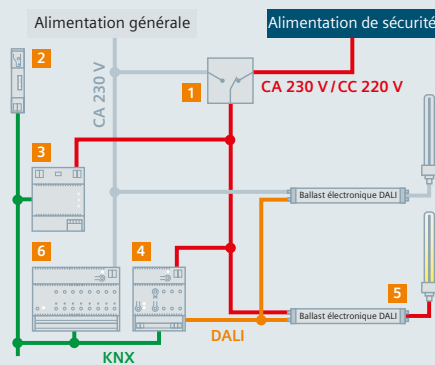 Alimentation générale
Alimentation de sécurité
2
CA 230 V
1
CA 230 V / CC 220 V
3
Ballast électronique DALI
6
4
5
Ballast électronique DALI
DALI
KNX